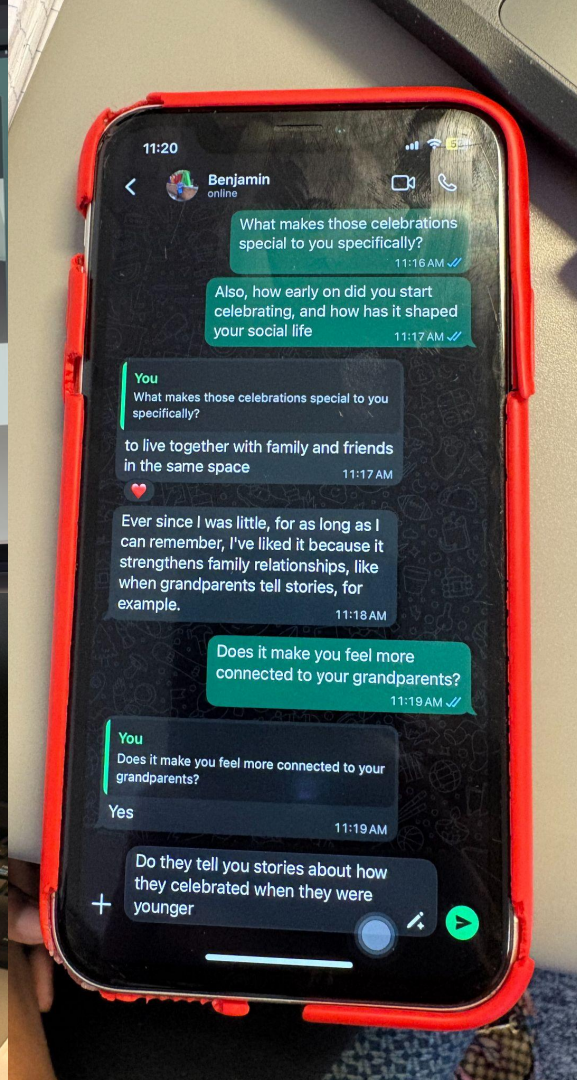 11:20
Benjamin
online
What makes those celebrations
special to you specifically?
11:16 AM
Also, how early on did you start
celebrating, and how has it shaped
your social life
11:17 AM
You
What makes those celebrations special to you
specifically?
to live together with family and friends
in the same space
11:17 AM
Ever since I was little, for as long as I
can remember, I've liked it because it
strengthens family relationships, like
when grandparents tell stories, for
example.
11:18 AM
Does it make you feel more
connected to your grandparents?
11:19 AM
You
Does it make you feel more connected to your
grandparents?
Yes
11:19 AM
Do they tell you stories about how
they celebrated when they were
younger